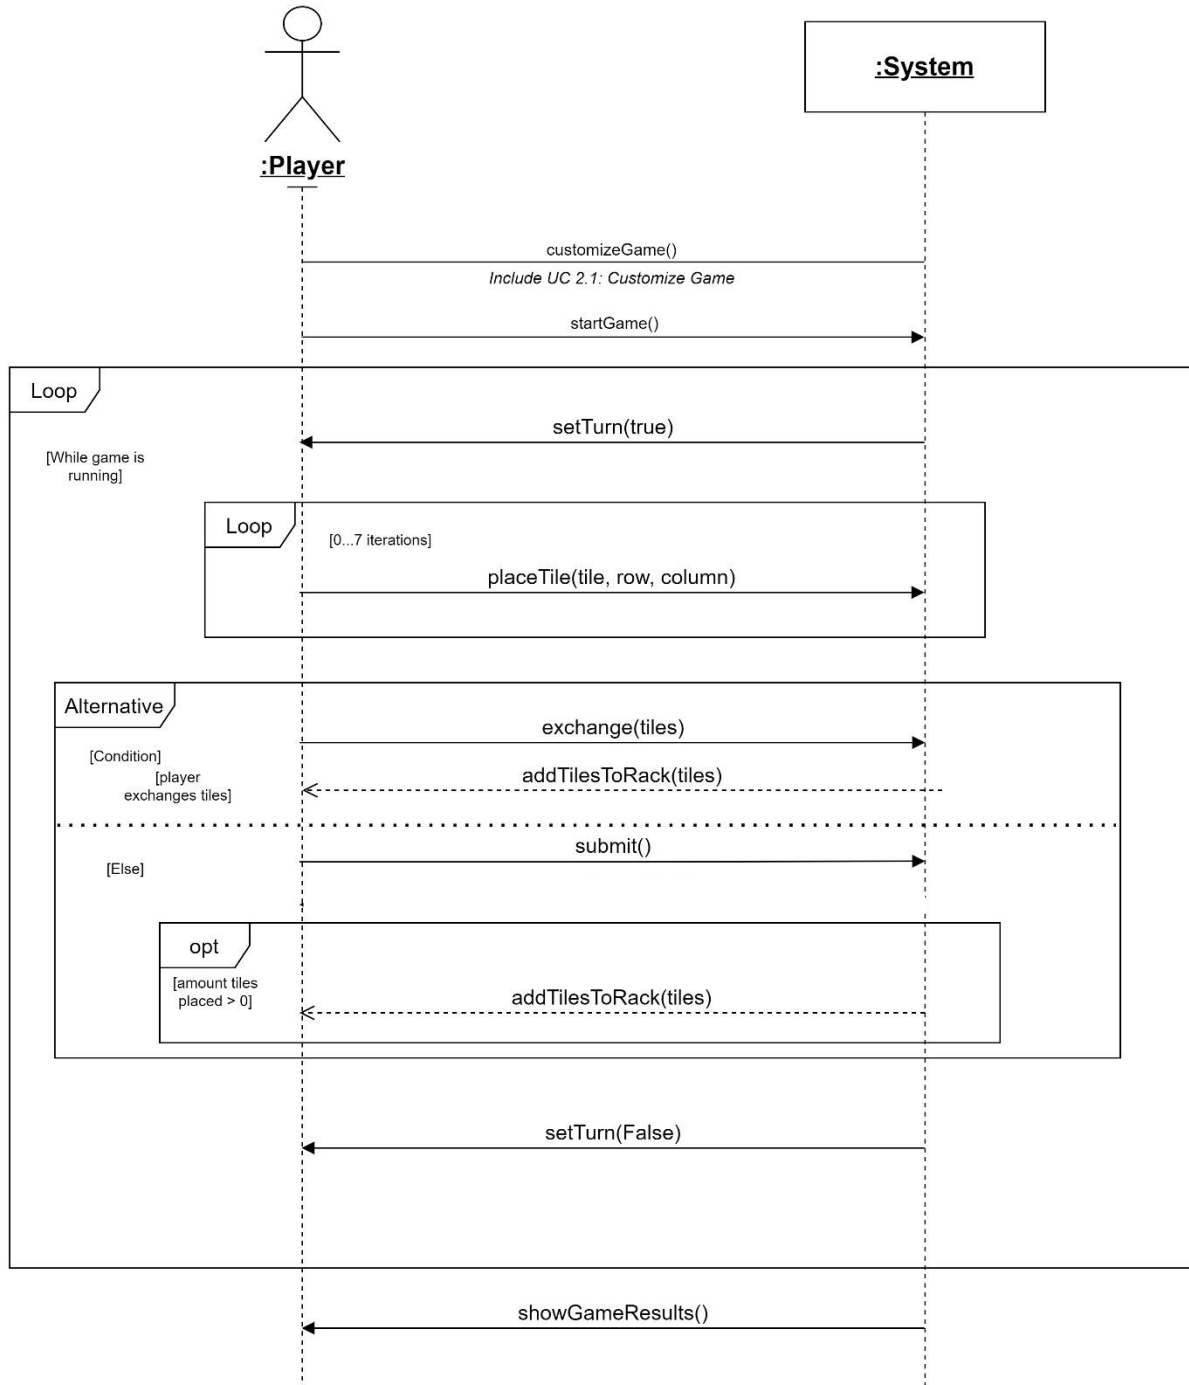 :Player
:System
customizeGame()
Include UC 2.1: Customize Game
startGame()
Loop
[While game is
running]
setTurn(true)
Loop
[0...7 iterations]
placeTile(tile, row, column)
Alternative
[Condition]
[player
exchanges tiles]
exchange(tiles)
addTilesToRack(tiles)
[Else]
submit()
opt
[amount tiles
placed > 0]
addTilesToRack(tiles)
setTurn(False)
showGameResults()